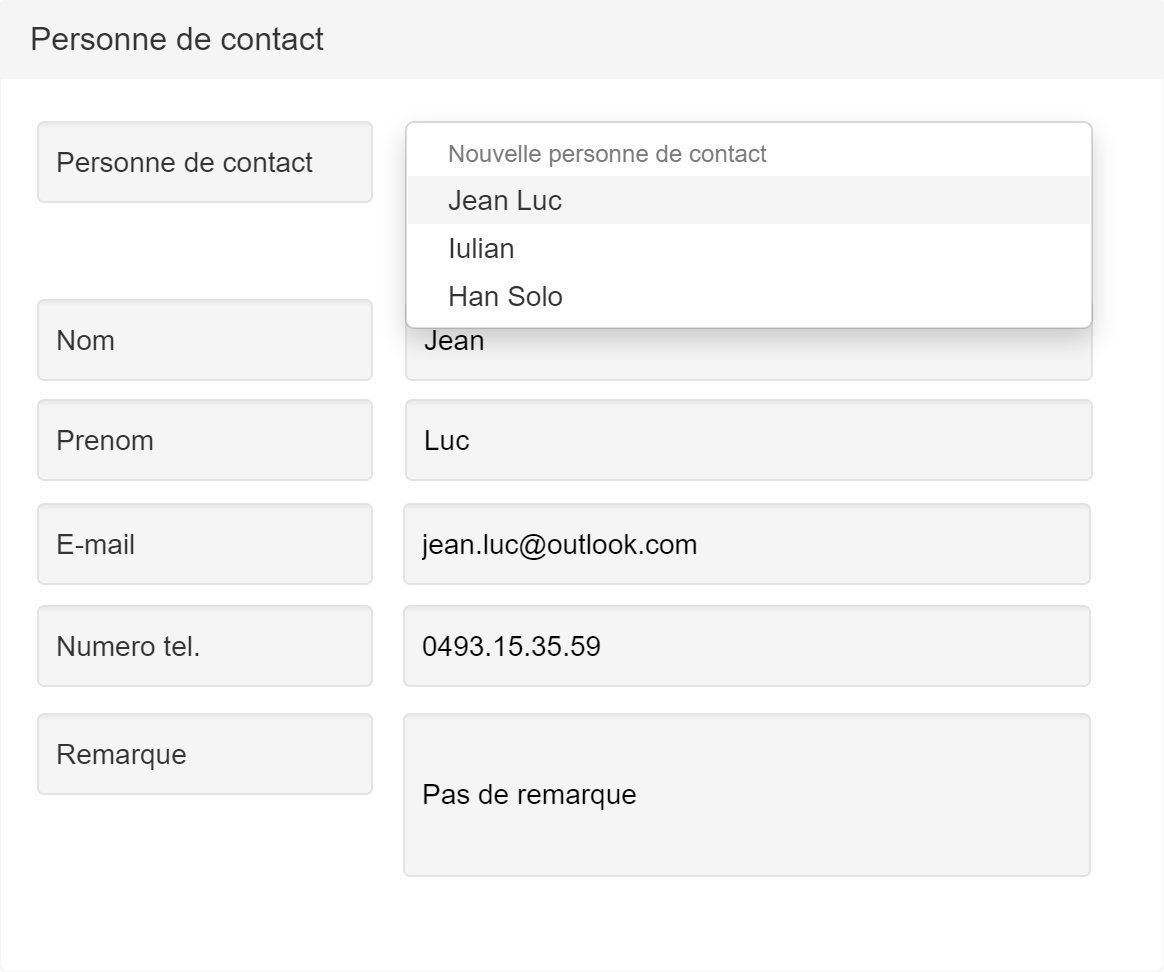 Personne de contact
Personne de contact
Nouvelle personne de contact
Jean Luc
Iulian
Han Solo
Nom
Jean
Prenom
Luc
E-mail
jean.luc@outlook.com
Numero tel.
0493.15.35.59
Remarque
Pas de remarque